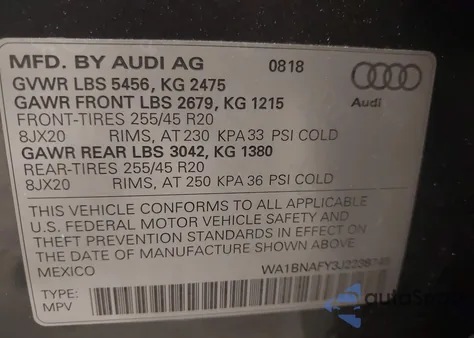 MFD. BY AUDI AG 0818
GVWR LBS 5456, KG 2475
GAWR FRONT LBS 2679, KG 1215
FRONT-TIRES 255/45 R20
8JX20 RIMS, AT 230 KPA 33 PSI COLD
GAWR REAR LBS 3042, KG 1380
REAR-TIRES 255/45 R20
8JX20 RIMS, AT 250 KPA 36 PSI COLD
Audi
THIS VEHICLE CONFORMS TO ALL APPLICABLE
U.S. FEDERAL MOTOR VEHICLE SAFETY AND
THEFT PREVENTION STANDARDS IN EFFECT ON
THE DATE OF MANUFACTURE SHOWN ABOVE.
MEXICO
TYPE:
MPV